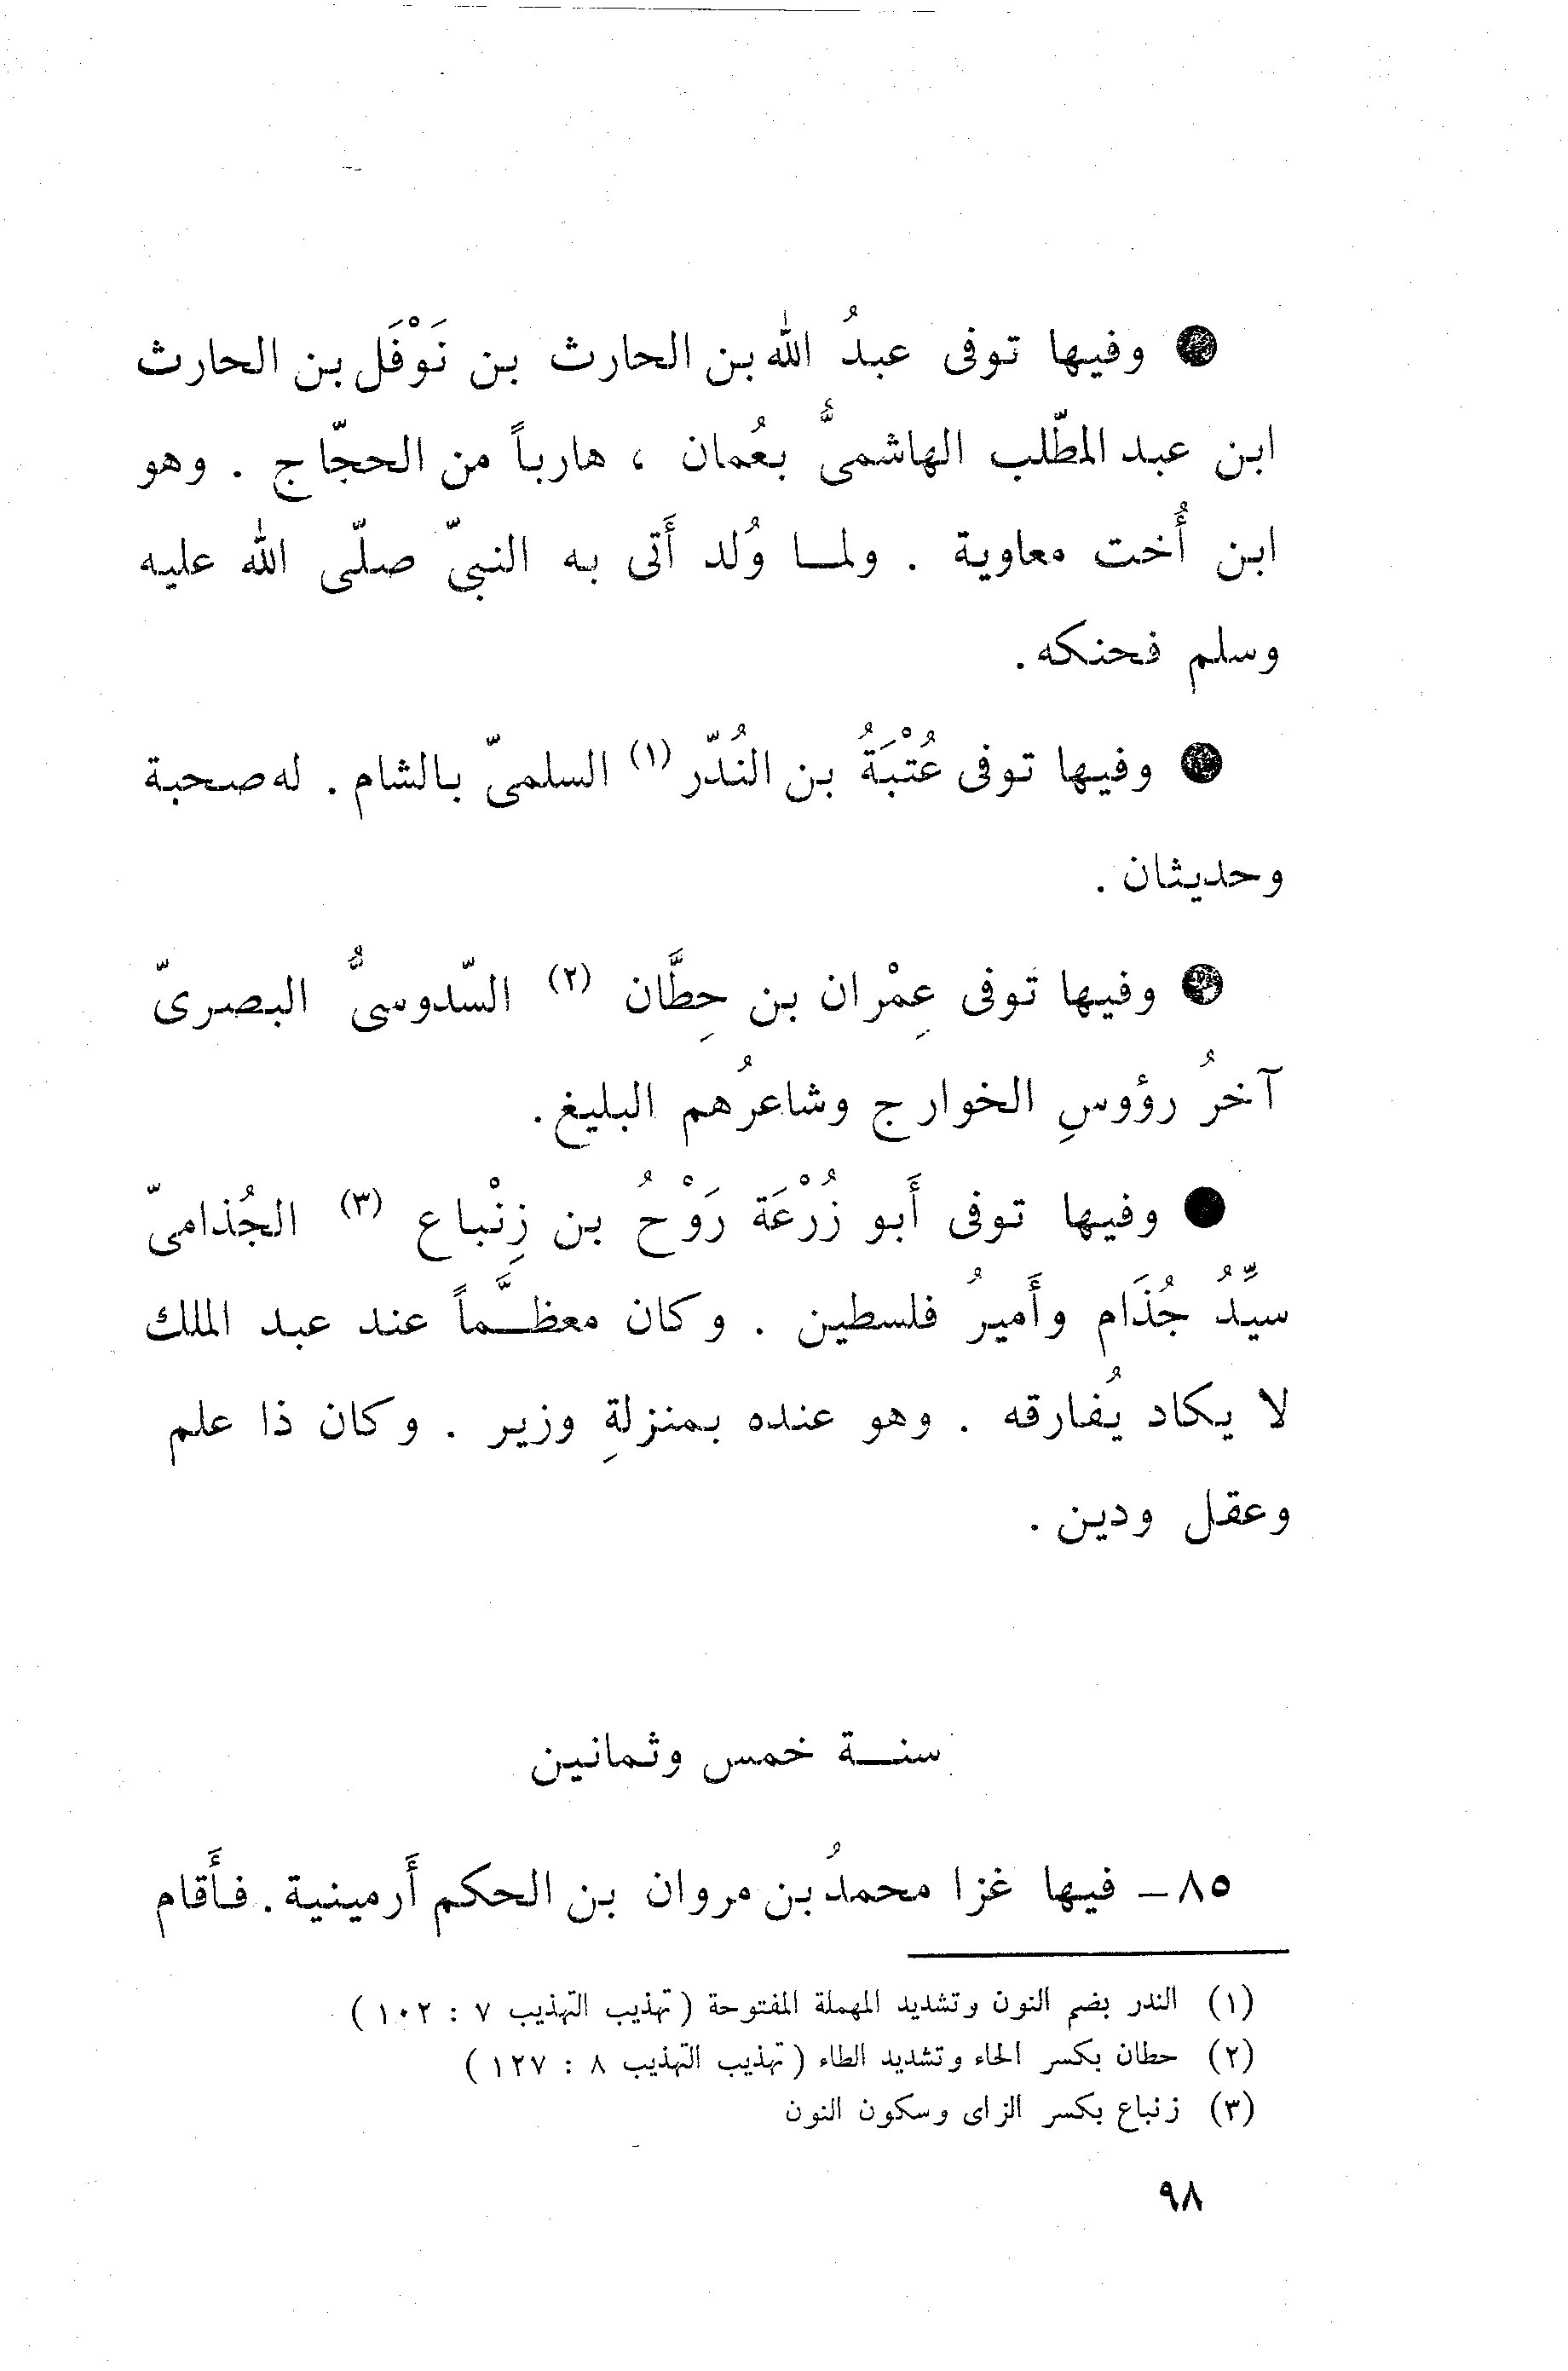 ● وفيها توفى عبدُ الله بن الحارث بن نَوْفَل بن الحارث
ابن عبد المطّلب الهاشمىُّ بعُمان ، هارباً من الحجّاج . وهو
ابن أُخت معاوية . ولمـا وُلد أَتى به النبىّ صلّى الله عليه
وسلم فحنكه .
● وفيها توفى عُتْبَةُ بن النُدّر (١) السلمىّ بالشام . له صحبة
وحديثان .
● وفيها توفى عِمْران بن حِطَّان (٢) السّدوسىُّ البصرىّ
آخرُ رؤوسِ الخوارج وشاعرُهم البليغ .
● وفيها توفى أَبو زُرْعَة رَوْحُ بن زِنْباع (٣) الجُذامىّ
سيِّدُ جُذَام وأَميرُ فلسطين . وكان معظـَّماً عند عبد الملك
لا يكاد يُفارقه . وهو عنده بمنزلةِ وزير . وكان ذا علم
وعقل ودين .
سنـة خمس وثمانين
٨٥ – فيها غزا محمدُ بن مروان بن الحكم أَرمينية . فأَقام
(١) الندر بضم النون وتشديد المهملة المفتوحة ( تهذيب التهذيب ٧ : ١٠٢ )
(٢) حطان بكسر الحاء وتشديد الطاء ( تهذيب التهذيب ٨ : ١٢٧ )
(٣) زنباع بكسر الزاى وسكون النون
٩٨